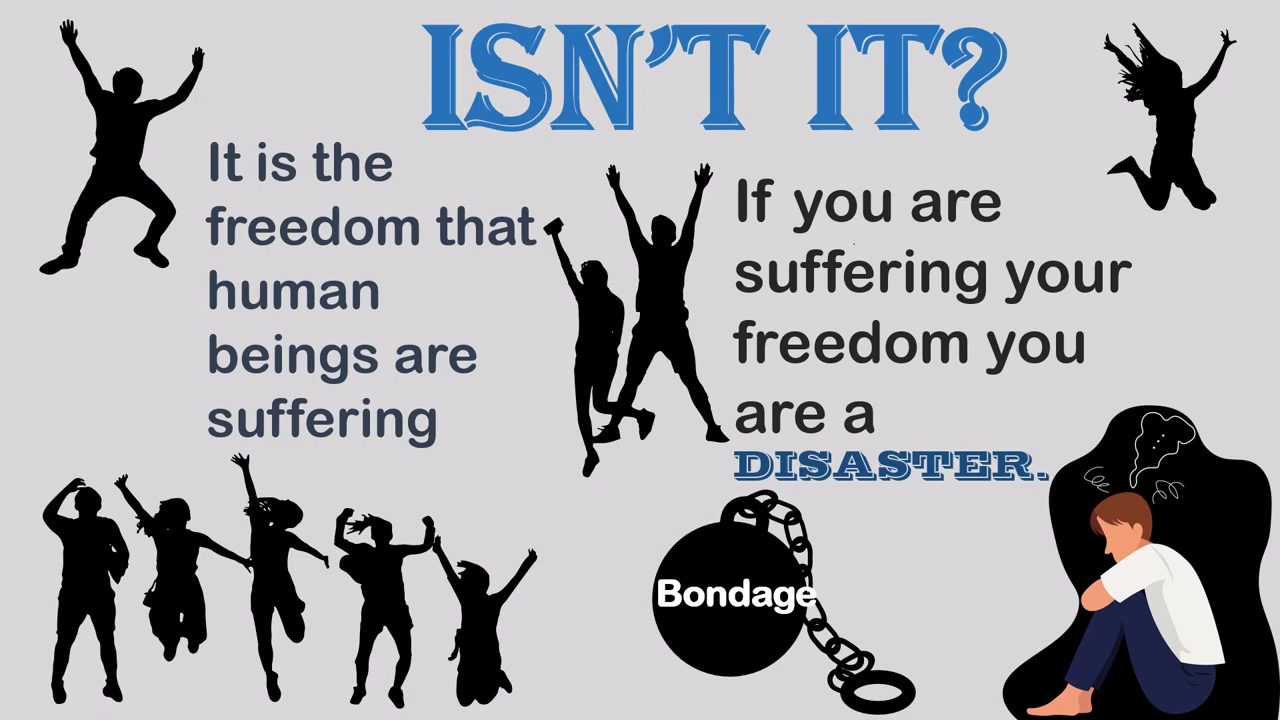 ISN'T IT?
It is the
freedom that
human
beings are
suffering
If you are
suffering your
freedom you
are a
DISASTER.
Bondage